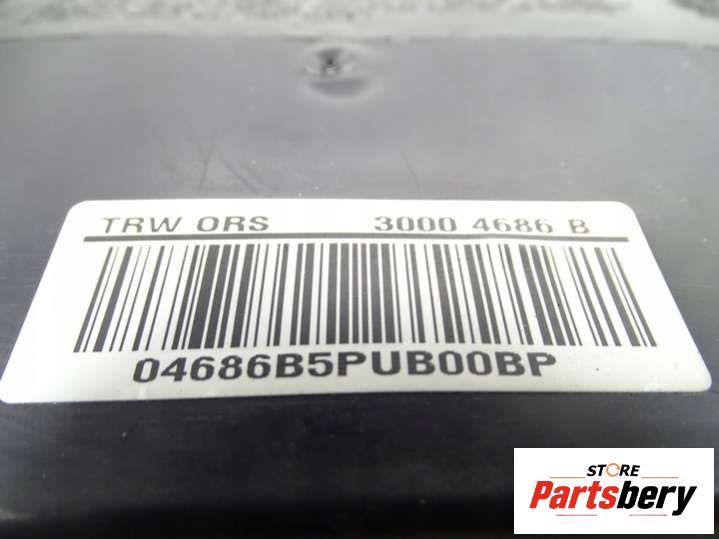 TRW ORS 3000 4686 B
04686B5PUB00BP
STORE
Partsbery